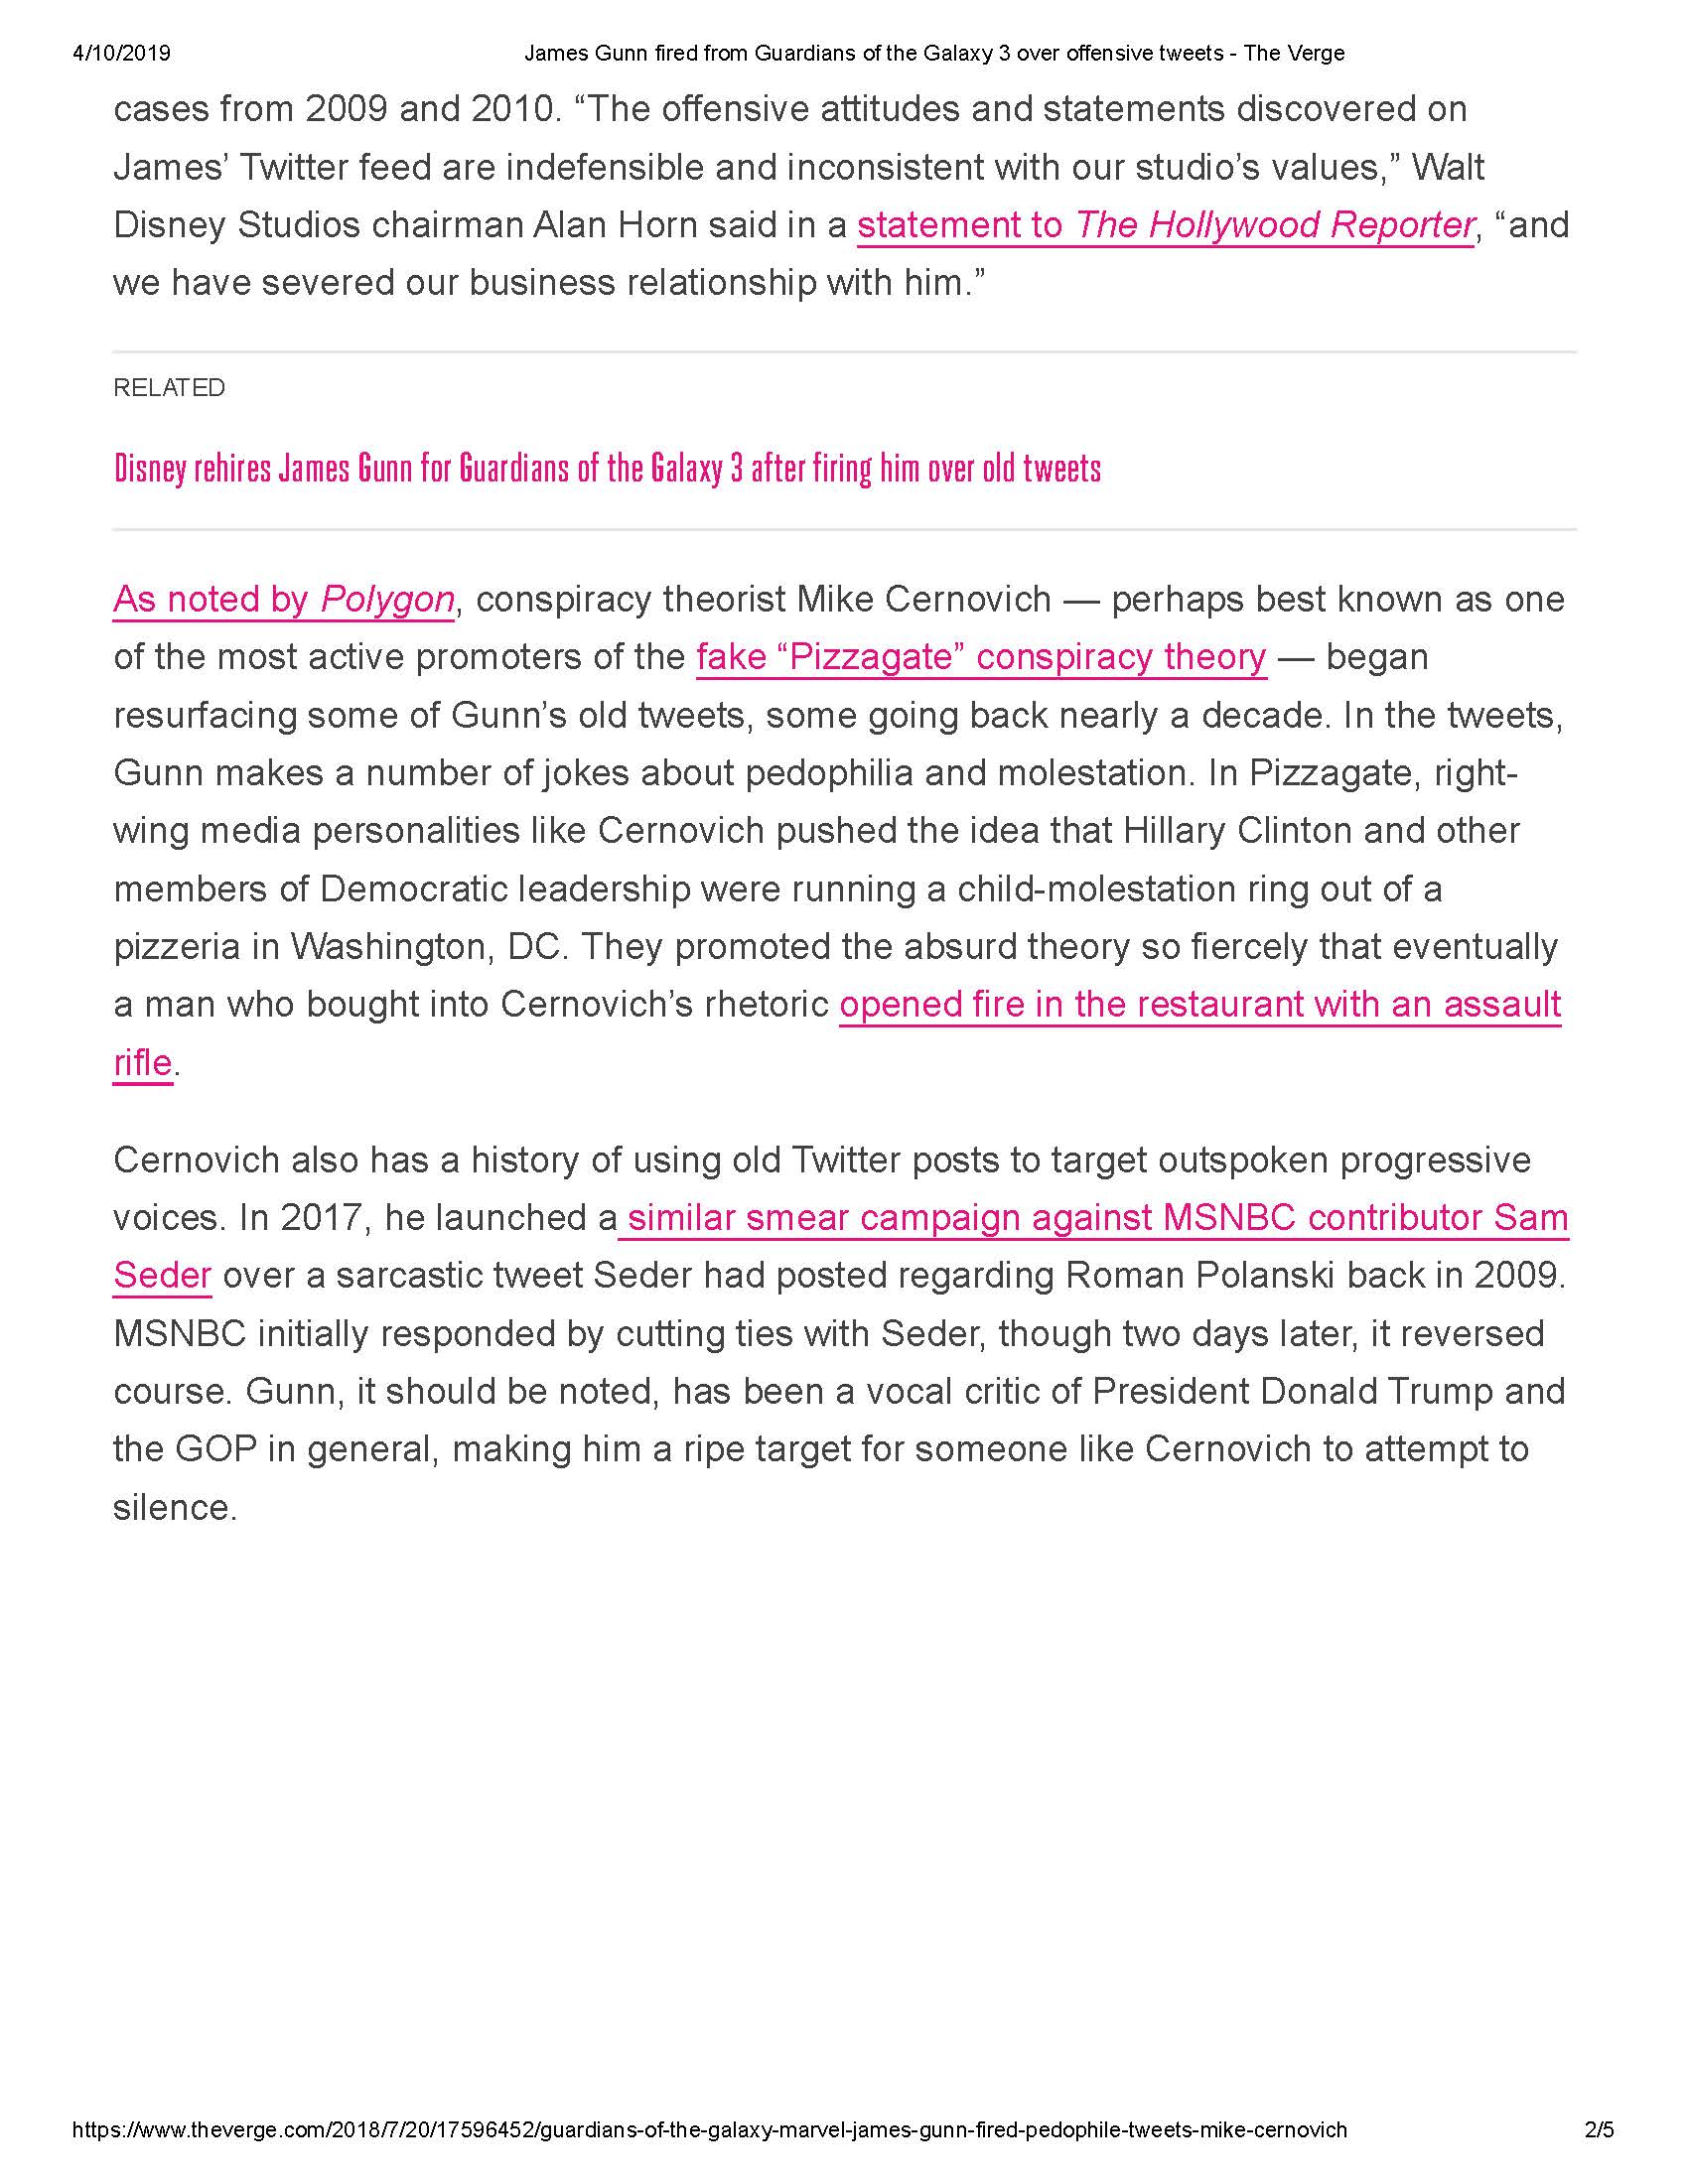 4/10/2019
James Gunn fired from Guardians of the Galaxy 3 over offensive tweets - The Verge
cases from 2009 and 2010. “The offensive attitudes and statements discovered on
James’ Twitter feed are indefensible and inconsistent with our studio’s values,” Walt
Disney Studios chairman Alan Horn said in a statement to The Hollywood Reporter, “and
we have severed our business relationship with him.”
RELATED
Disney rehires James Gunn for Guardians of the Galaxy 3 after firing him over old tweets
As noted by Polygon, conspiracy theorist Mike Cernovich — perhaps best known as one
of the most active promoters of the fake “Pizzagate” conspiracy theory — began
resurfacing some of Gunn’s old tweets, some going back nearly a decade. In the tweets,
Gunn makes a number of jokes about pedophilia and molestation. In Pizzagate, right-
wing media personalities like Cernovich pushed the idea that Hillary Clinton and other
members of Democratic leadership were running a child-molestation ring out of a
pizzeria in Washington, DC. They promoted the absurd theory so fiercely that eventually
a man who bought into Cernovich’s rhetoric opened fire in the restaurant with an assault
rifle.
Cernovich also has a history of using old Twitter posts to target outspoken progressive
voices. In 2017, he launched a similar smear campaign against MSNBC contributor Sam
Seder over a sarcastic tweet Seder had posted regarding Roman Polanski back in 2009.
MSNBC initially responded by cutting ties with Seder, though two days later, it reversed
course. Gunn, it should be noted, has been a vocal critic of President Donald Trump and
the GOP in general, making him a ripe target for someone like Cernovich to attempt to
silence.
https://www.theverge.com/2018/7/20/17596452/guardians-of-the-galaxy-marvel-james-gunn-fired-pedophile-tweets-mike-cernovich
2/5